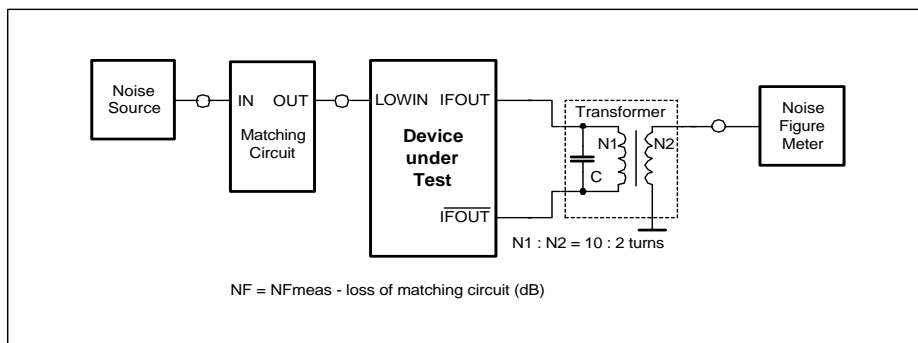 Noise
Source
IN OUT
Matching
Circuit
LOWIN IFOUT
Device
under
Test
IFOUT
Transformer
N1 N2
C
Noise
Figure
Meter
N1 : N2 = 10 : 2 turns
NF = NFmeas - loss of matching circuit (dB)